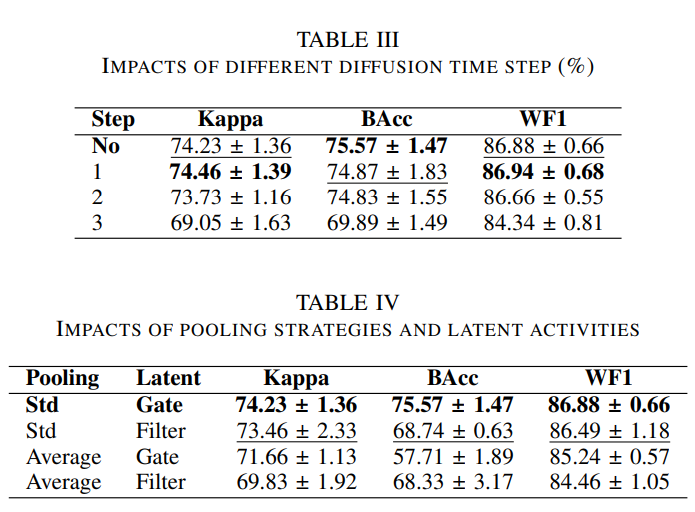 TABLE III
IMPACTS OF DIFFERENT DIFFUSION TIME STEP (%)
Step Kappa BAcc WF1
No 74.23 ± 1.36 75.57 ± 1.47 86.88 ± 0.66
1 74.46 ± 1.39 74.87 ± 1.83 86.94 ± 0.68
2 73.73 ± 1.16 74.83 ± 1.55 86.66 ± 0.55
3 69.05 ± 1.63 69.89 ± 1.49 84.34 ± 0.81
TABLE IV
IMPACTS OF POOLING STRATEGIES AND LATENT ACTIVITIES
Pooling Latent Kappa BAcc WF1
Std Gate 74.23 ± 1.36 75.57 ± 1.47 86.88 ± 0.66
Std Filter 73.46 ± 2.33 68.74 ± 0.63 86.49 ± 1.18
Average Gate 71.66 ± 1.13 57.71 ± 1.89 85.24 ± 0.57
Average Filter 69.83 ± 1.92 68.33 ± 3.17 84.46 ± 1.05